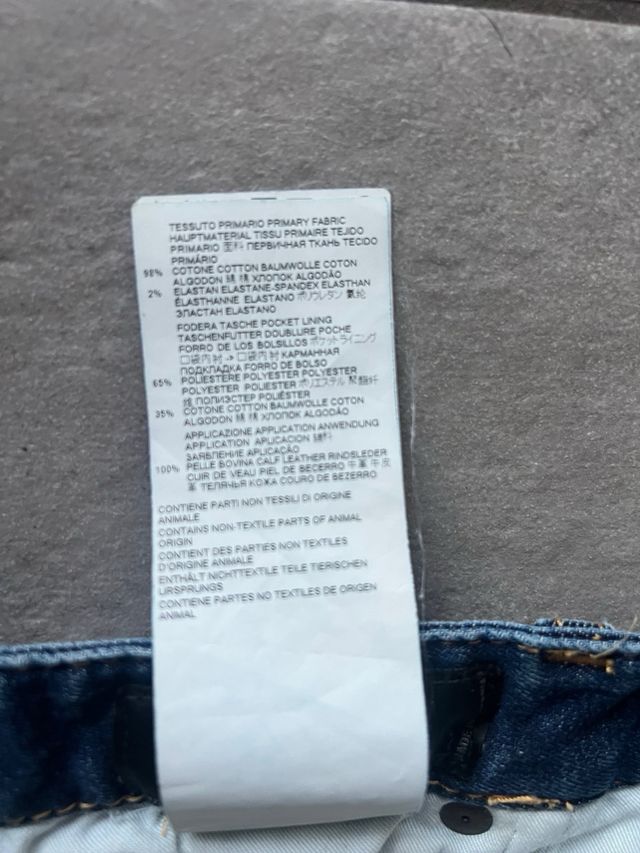 TESSUTO PRIMARIO PRIMARY FABRIC
HAUPTMATERIAL TISSU PRIMAIRE TEJIDO
PRIMARIO 面料 ПЕРВИЧНАЯ ТКАНЬ TECIDO
PRIMÁRIO
98% COTONE COTTON BAUMWOLLE COTON
ALGODON 綿 棉 ХЛОПОК ALGODÃO
2% ELASTAN ELASTANE-SPANDEX ELASTHAN
ÉLASTHANNE ELASTANO ポリウレタン 氨纶
ЭЛАСТАН ELASTANO
FODERA TASCHE POCKET LINING
TASCHENFUTTER DOUBLURE POCHE
FORRO DE LOS BOLSILLOS ポケットライニング
口袋内衬 口袋内衬 КАРМАННАЯ
ПОДКЛАДКА FORRO DE BOLSO
65% POLIESTERE POLYESTER POLYESTER
POLYESTER POLIESTER ポリエステル 聚酯纤
维 ПОЛИЭСТЕР POLIÉSTER
35% COTONE COTTON BAUMWOLLE COTON
ALGODON 綿 棉 ХЛОПОК ALGODÃO
APPLICAZIONE APPLICATION ANWENDUNG
APPLICATION APLICACION 辅料
ЗАЯВЛЕНИЕ APLICAÇÃO
100% PELLE BOVINA CALF LEATHER RINDSLEDER
CUIR DE VEAU PIEL DE BECERRO 牛革 牛皮
革 ТЕЛЯЧЬЯ КОЖА COURO DE BEZERRO
CONTIENE PARTI NON TESSILI DI ORIGINE
ANIMALE
CONTAINS NON-TEXTILE PARTS OF ANIMAL
ORIGIN
CONTIENT DES PARTIES NON TEXTILES
D'ORIGINE ANIMALE
ENTHÄLT NICHTTEXTILE TEILE TIERISCHEN
URSPRUNGS
CONTIENE PARTES NO TEXTILES DE ORIGEN
ANIMAL